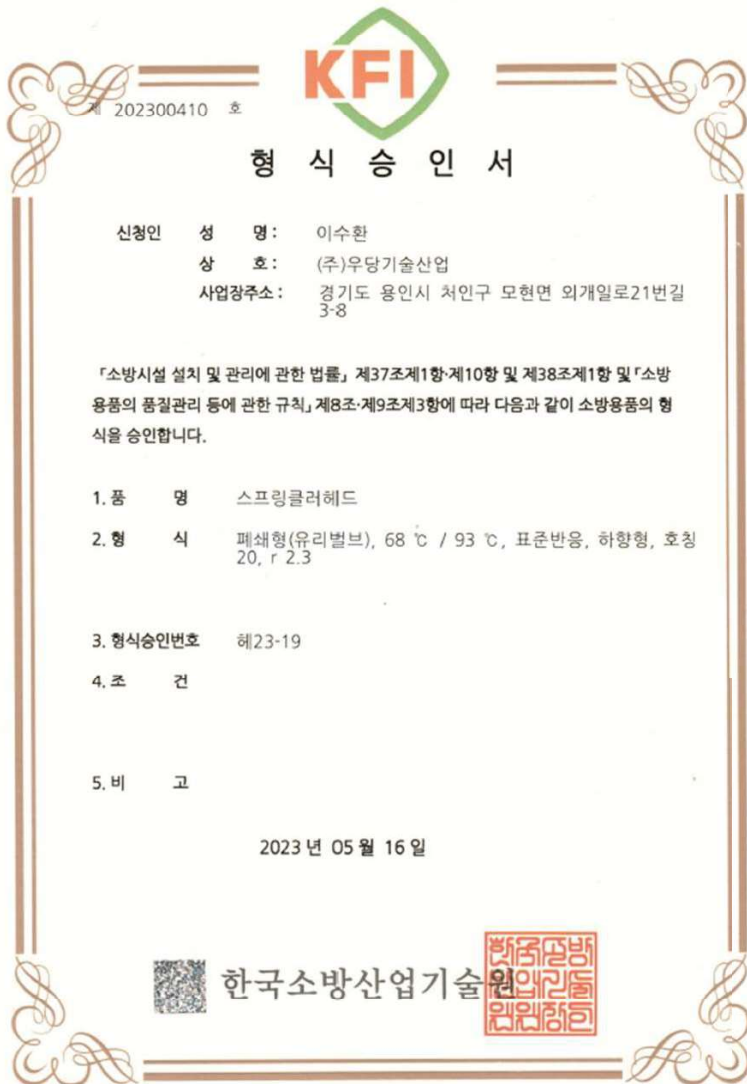 KFI
제 202300410 호
형 식 승 인 서
신청인 성 명 : 이수환
상 호 : (주)우당기술산업
사업장주소 : 경기도 용인시 처인구 모현면 외개일로21번길
3-8
「소방시설 설치 및 관리에 관한 법률」 제37조제1항·제10항 및 제38조제1항 및 「소방
용품의 품질관리 등에 관한 규칙」 제8조·제9조제3항에 따라 다음과 같이 소방용품의 형
식을 승인합니다.
1. 품 명 스프링클러헤드
2. 형 식 폐쇄형(유리벌브), 68 ℃ / 93 ℃, 표준반응, 하향형, 호칭
20, r 2.3
3. 형식승인번호 헤23-19
4. 조 건
5. 비 고
2023 년 05 월 16 일
한국소방산업기술원